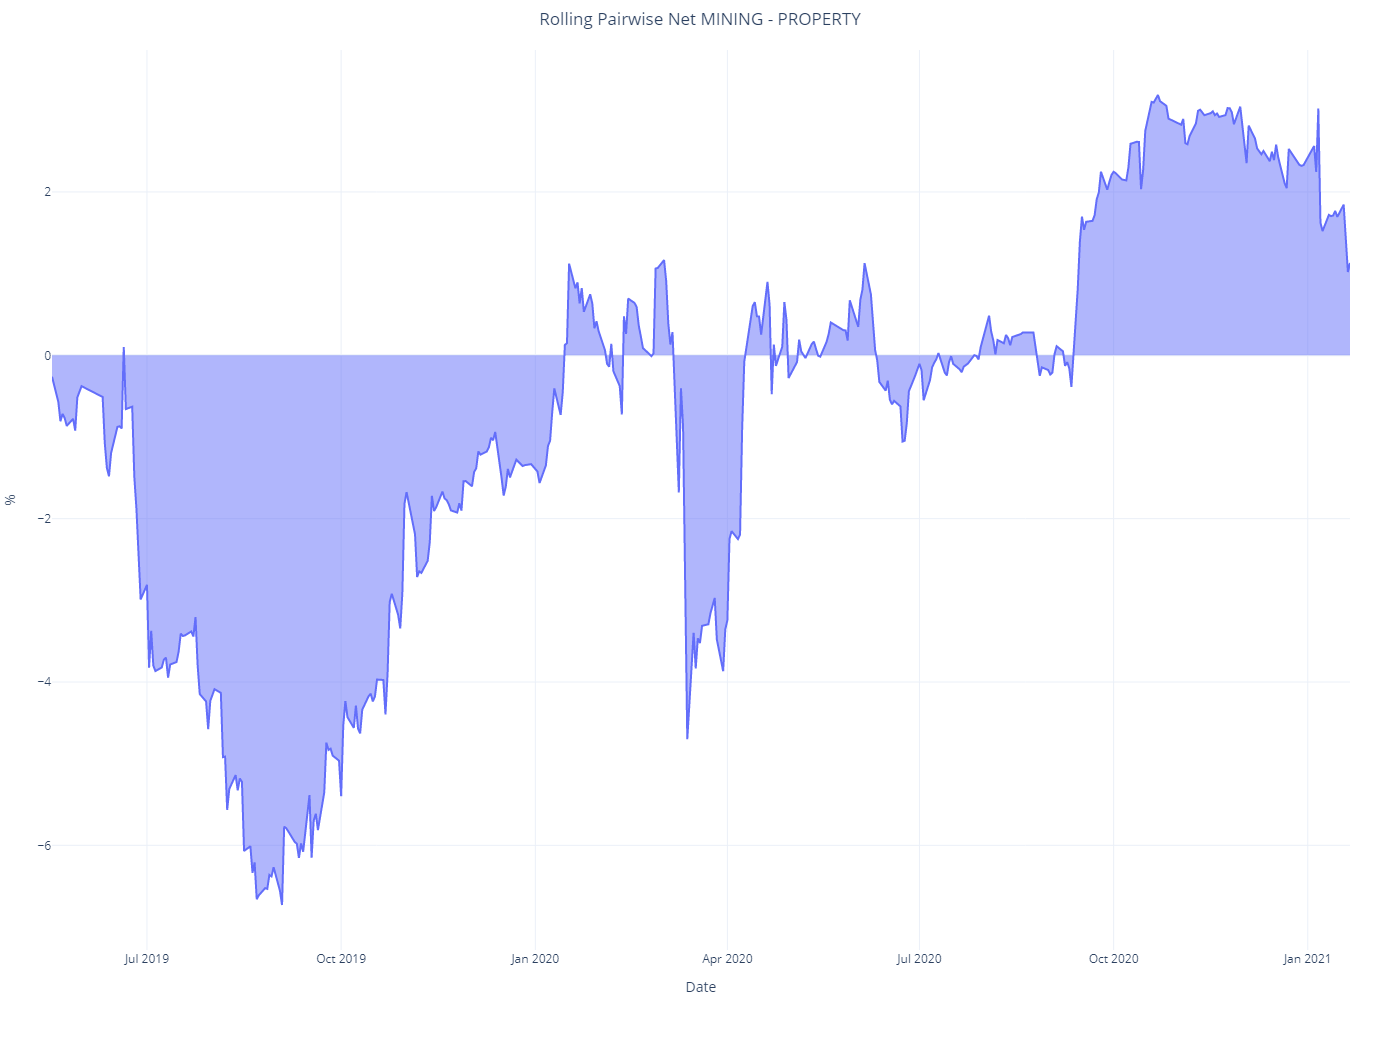 Rolling Pairwise Net MINING - PROPERTY
2
0
−2
−4
−6
%
Jul 2019
Oct 2019
Jan 2020
Apr 2020
Jul 2020
Oct 2020
Jan 2021
Date